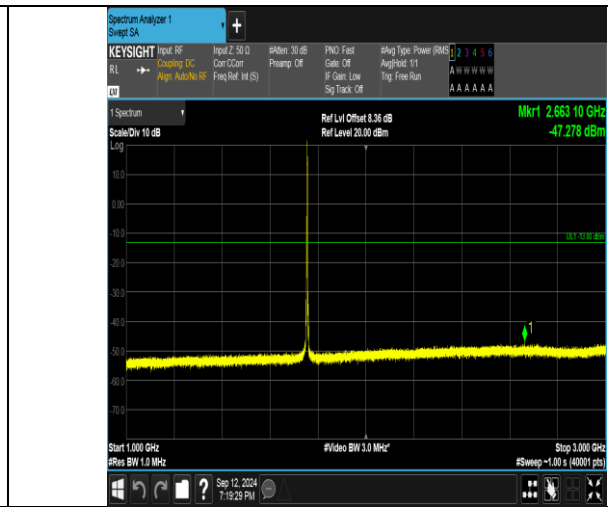 Spectrum Analyzer 1
Swept SA
+
KEYSIGHT Input: RF Input Z: 50 Ω #Atten: 30 dB PNO: Fast #Avg Type: Power (RMS 1 2 3 4 5 6
RL Coupling: DC Corr CCorr Preamp: Off Gate: Off Avg|Hold: 1/1 A W W W W W
Align: Auto/No RF Freq Ref: Int (S) IF Gain: Low Trig: Free Run
Sig Track: Off A A A A A A
1 Spectrum Ref Lvl Offset 8.36 dB Mkr1 2.663 10 GHz
Scale/Div 10 dB Ref Level 20.00 dBm -47.278 dBm
Log
10.0
0.00
-10.0
DL1 -13.00 dBm
-20.0
-30.0
-40.0
1
-50.0
-60.0
-70.0
Start 1.000 GHz #Video BW 3.0 MHz* Stop 3.000 GHz
#Res BW 1.0 MHz #Sweep ~1.00 s (40001 pts)
? Sep 12, 2024
7:19:29 PM